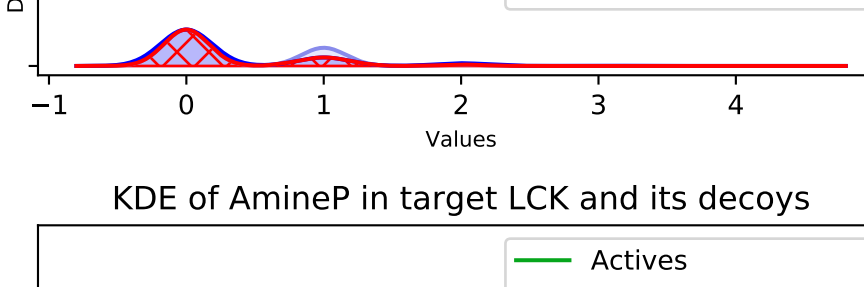 −1 0 1 2 3 4
Values
KDE of AmineP in target LCK and its decoys
Actives